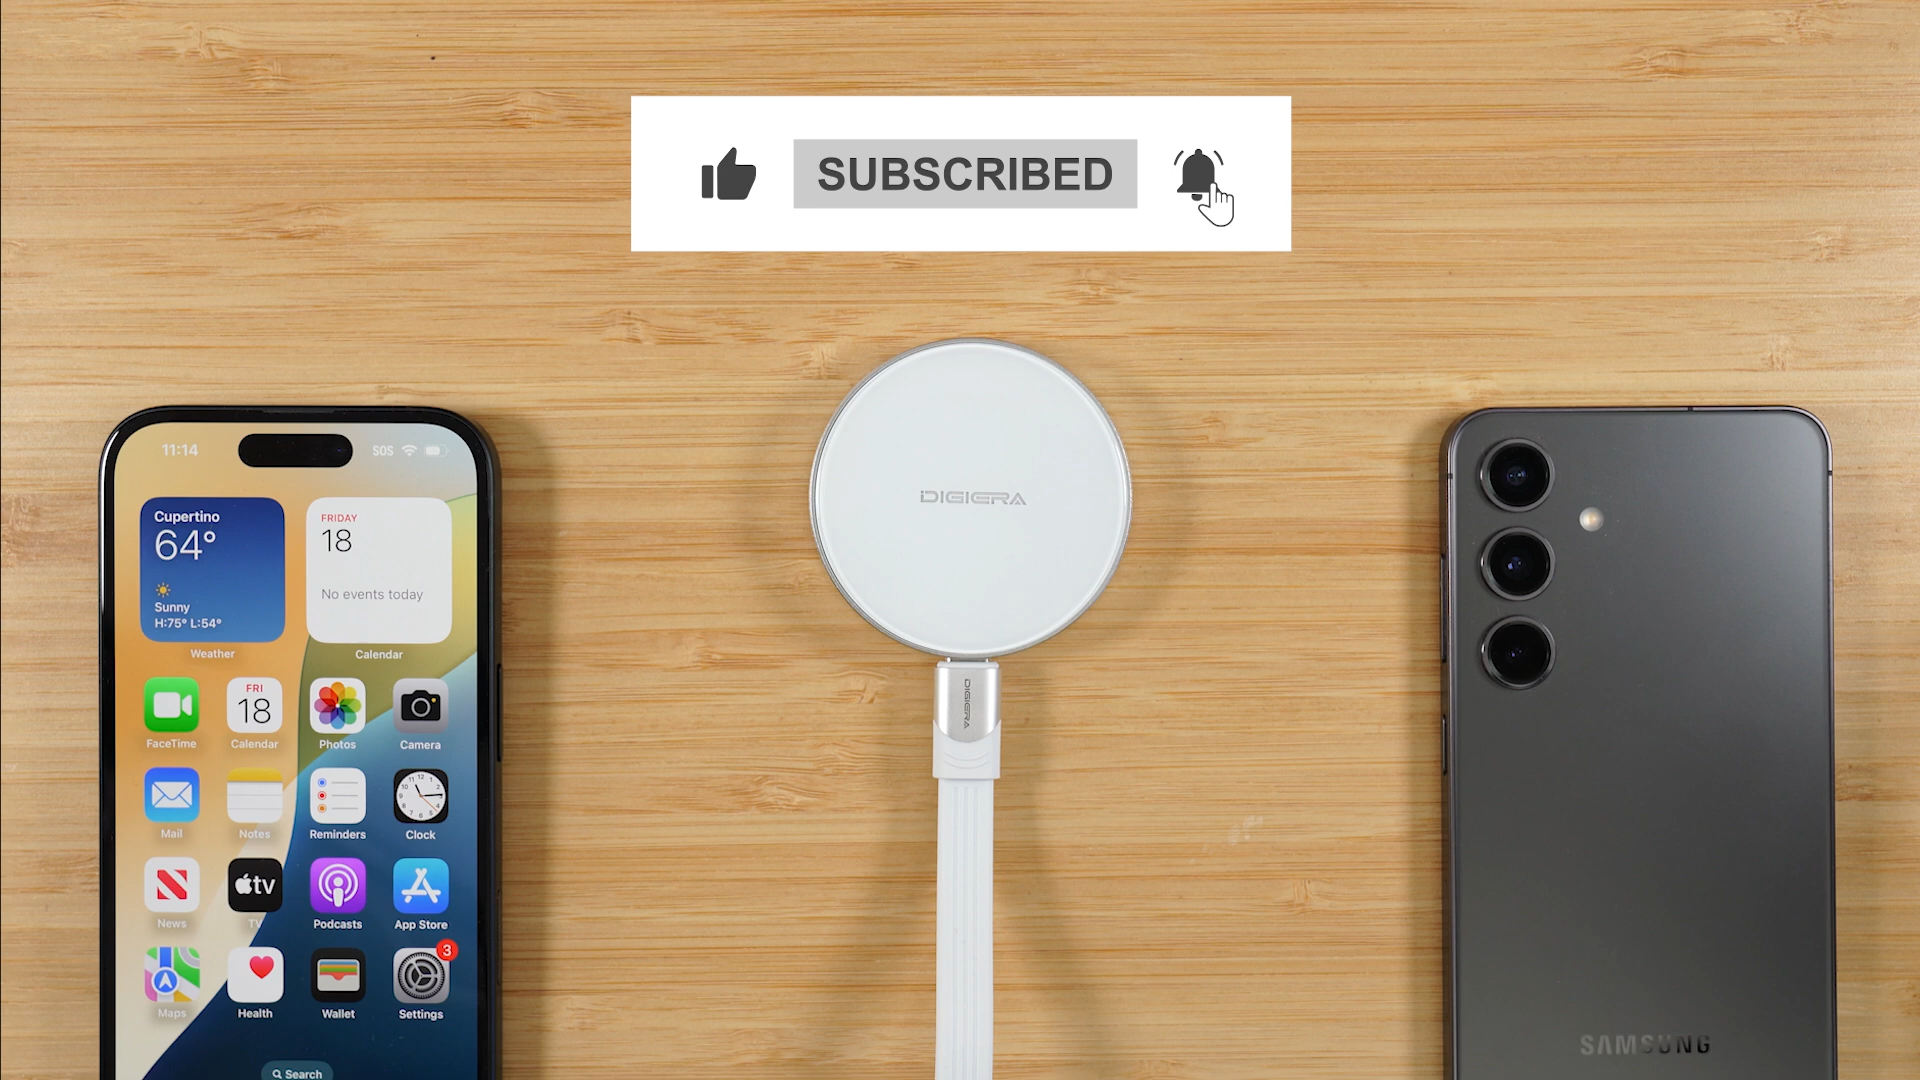 SUBSCRIBED
DIGIERA
DIGIERA
11:14
SOS
Cupertino
64°
Sunny
H:75° L:54°
Weather
FRIDAY
18
No events today
Calendar
FaceTime
FRI
18
Calendar
Photos
Camera
Mail
Notes
Reminders
Clock
News
tv
TV
Podcasts
App Store
Maps
Health
Wallet
3
Settings
Search
SAMSUNG